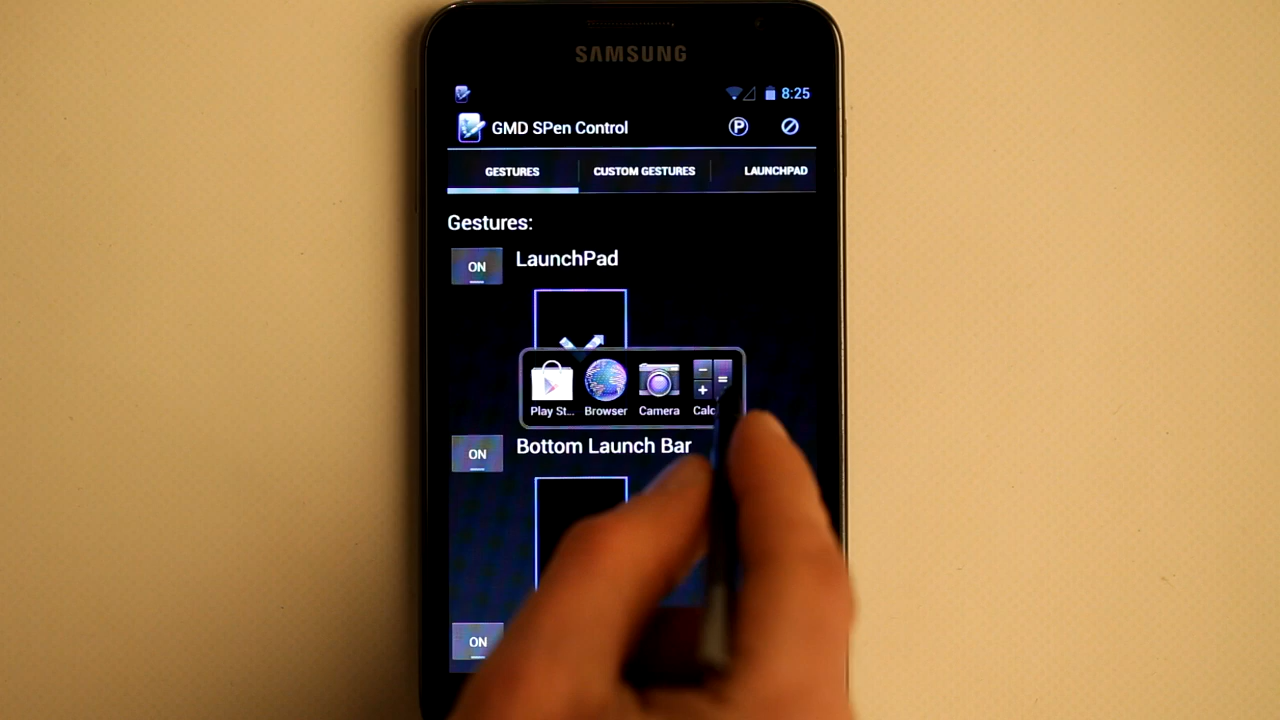 SAMSUNG
8:25
GMD SPen Control
P
GESTURES
CUSTOM GESTURES
LAUNCHPAD
Gestures:
ON
LaunchPad
Play St...
Browser
Camera
ON
Bottom Launch Bar
ON